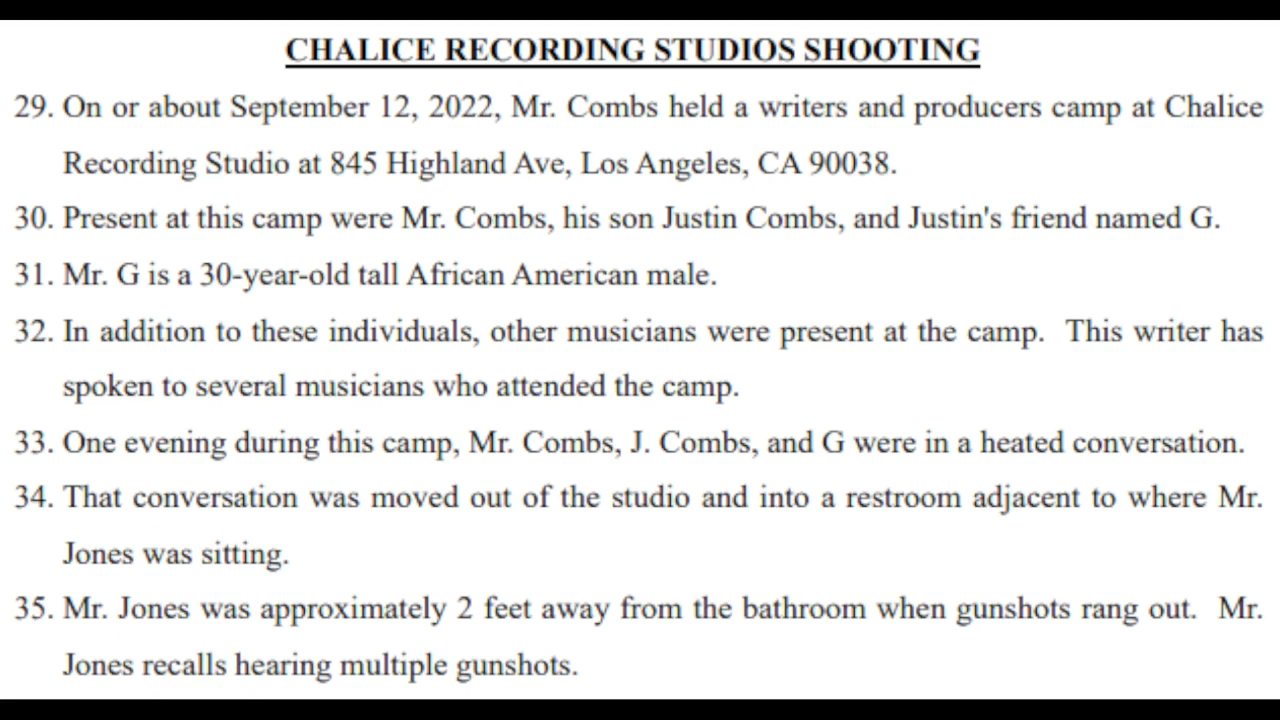 CHALICE RECORDING STUDIOS SHOOTING
29. On or about September 12, 2022, Mr. Combs held a writers and producers camp at Chalice
Recording Studio at 845 Highland Ave, Los Angeles, CA 90038.
30. Present at this camp were Mr. Combs, his son Justin Combs, and Justin's friend named G.
31. Mr. G is a 30-year-old tall African American male.
32. In addition to these individuals, other musicians were present at the camp. This writer has
spoken to several musicians who attended the camp.
33. One evening during this camp, Mr. Combs, J. Combs, and G were in a heated conversation.
34. That conversation was moved out of the studio and into a restroom adjacent to where Mr.
Jones was sitting.
35. Mr. Jones was approximately 2 feet away from the bathroom when gunshots rang out. Mr.
Jones recalls hearing multiple gunshots.